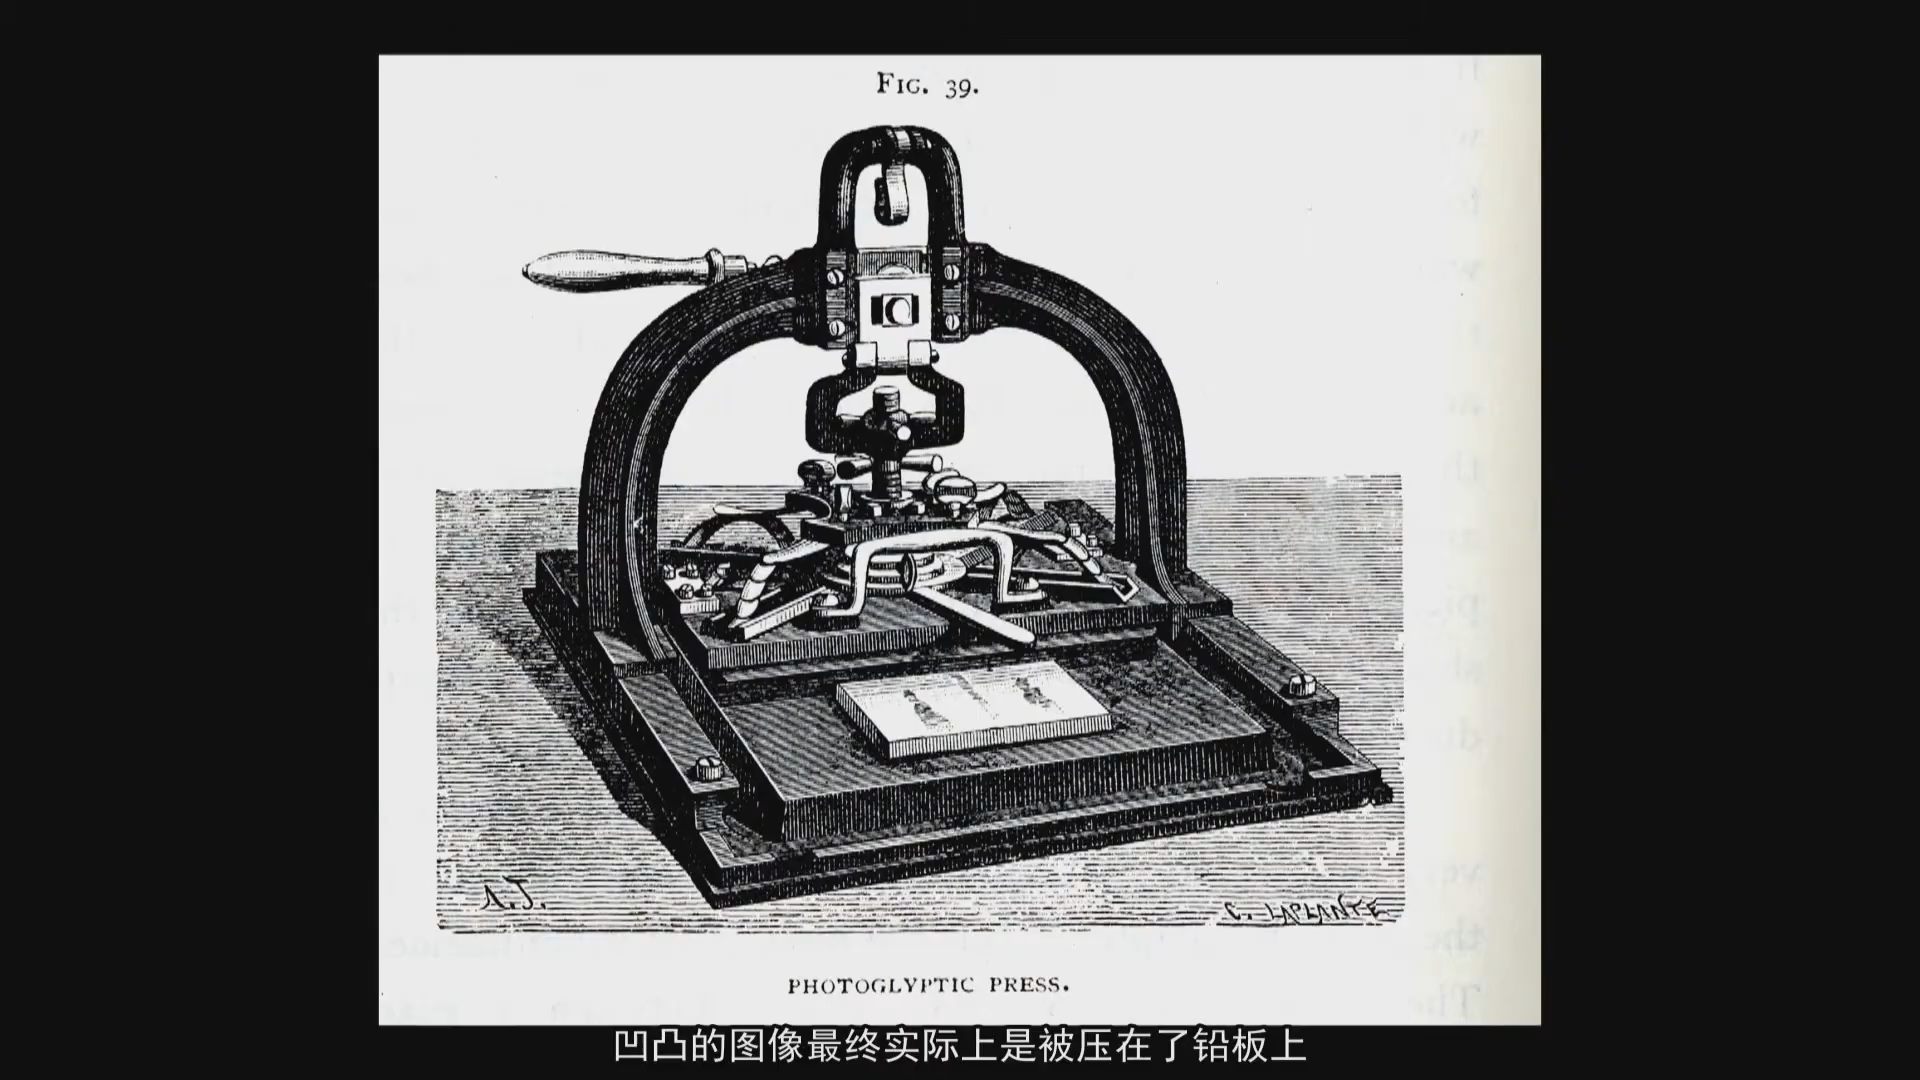 FIG. 39.
A.J.
C. LAPLANTE
PHOTOGLYPTIC PRESS.
凹凸的图像最终实际上是被压在了铅板上